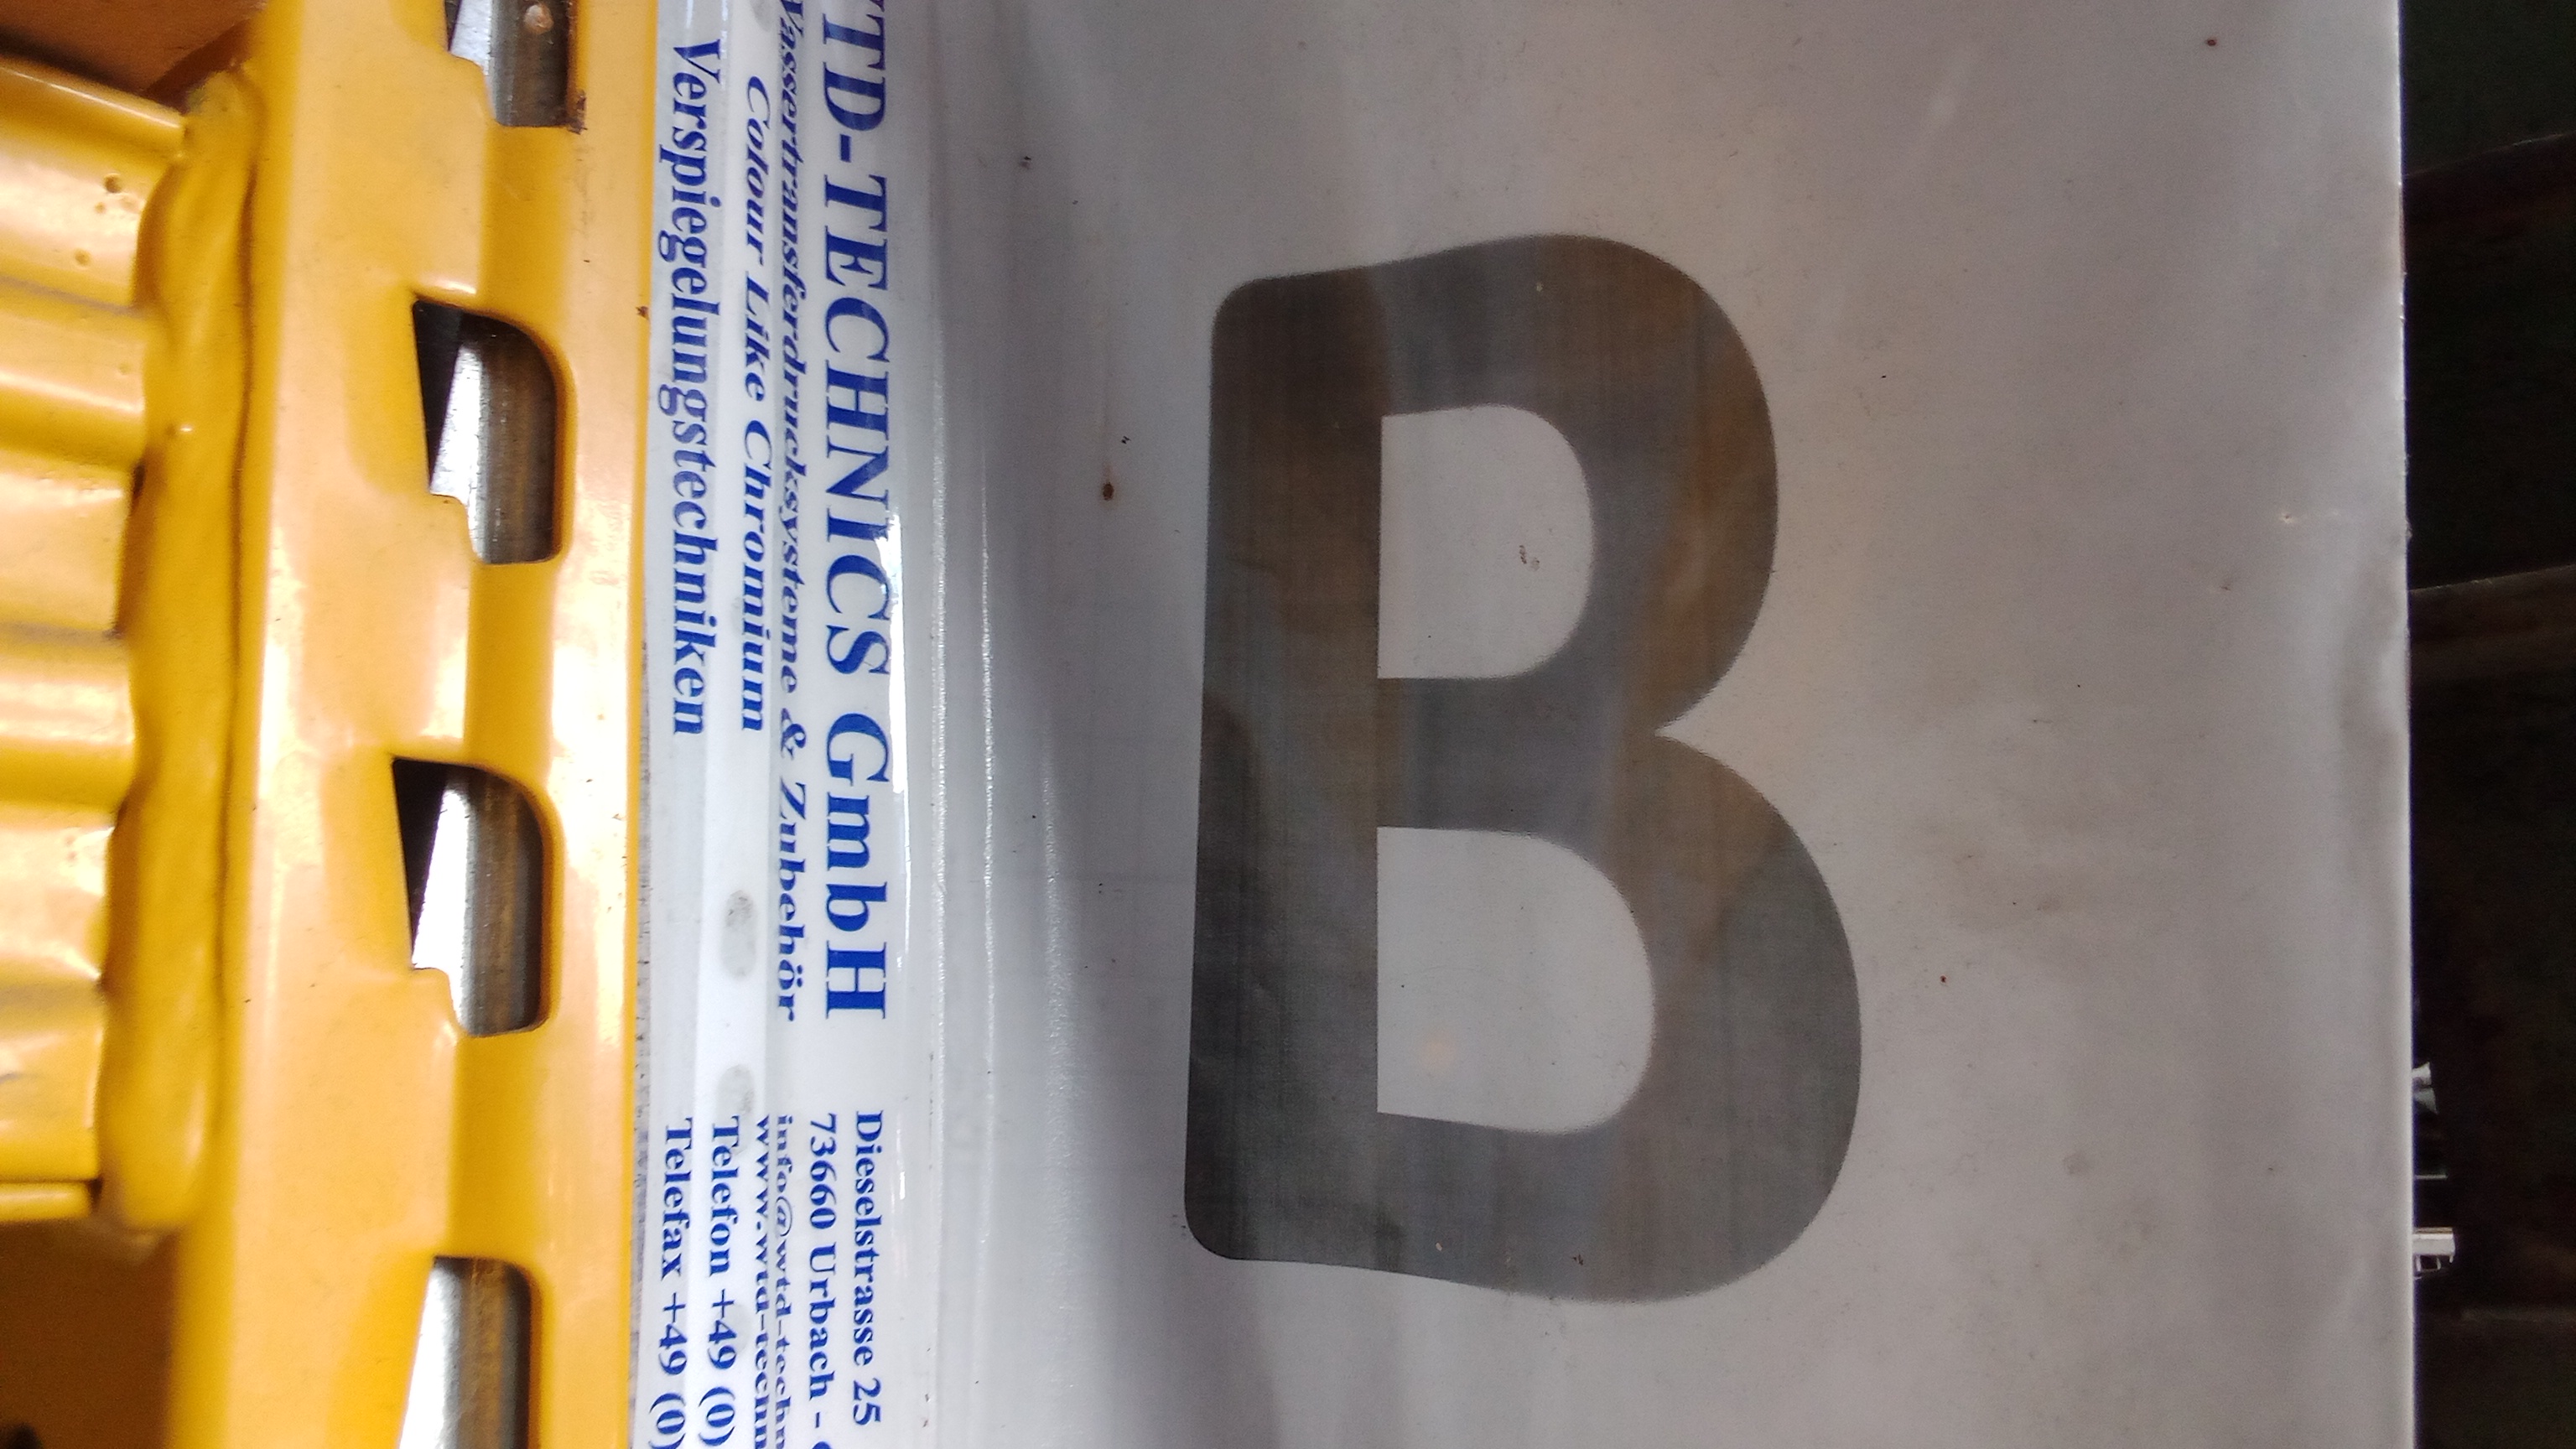 TD-TECHNICS GmbH
Wassertransferdrucksysteme & Zubehör
Colour Like Chromium
Verspiegelungstechniken
Dieselstrasse 25
73660 Urbach -
info@wtd-techn
www.wtd-techn
Telefon +49 (0)
Telefax +49 (0)
B